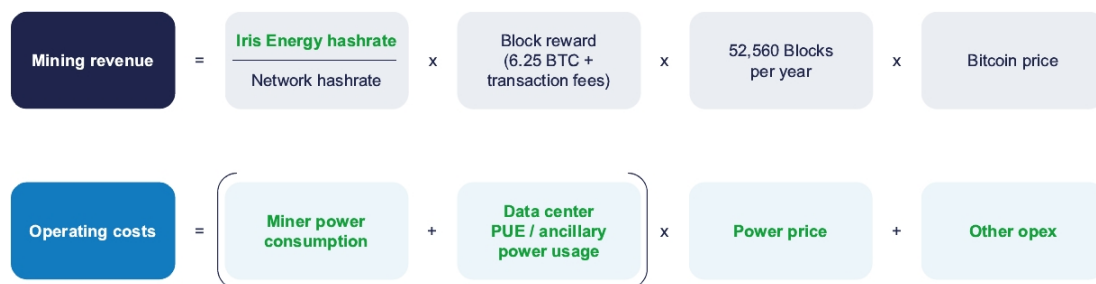 Mining revenue
=
Iris Energy hashrate
Network hashrate
x
Block reward
(6.25 BTC +
transaction fees)
x
52,560 Blocks
per year
x
Bitcoin price
Operating costs
=
Miner power
consumption
+
Data center
PUE / ancillary
power usage
x
Power price
+
Other opex